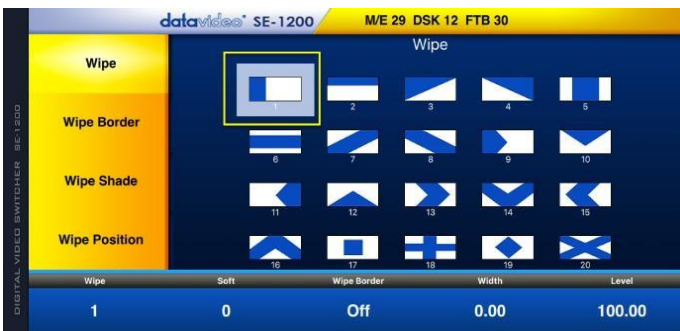 datavideo® SE-1200
M/E 29 DSK 12 FTB 30
DIGITAL VIDEO SWITCHER SE-1200
Wipe
Wipe Border
Wipe Shade
Wipe Position
Wipe
1 2 3 4 5
6 7 8 9 10
11 12 13 14 15
16 17 18 19 20
Wipe Soft Wipe Border Width Level
1 0 Off 0.00 100.00